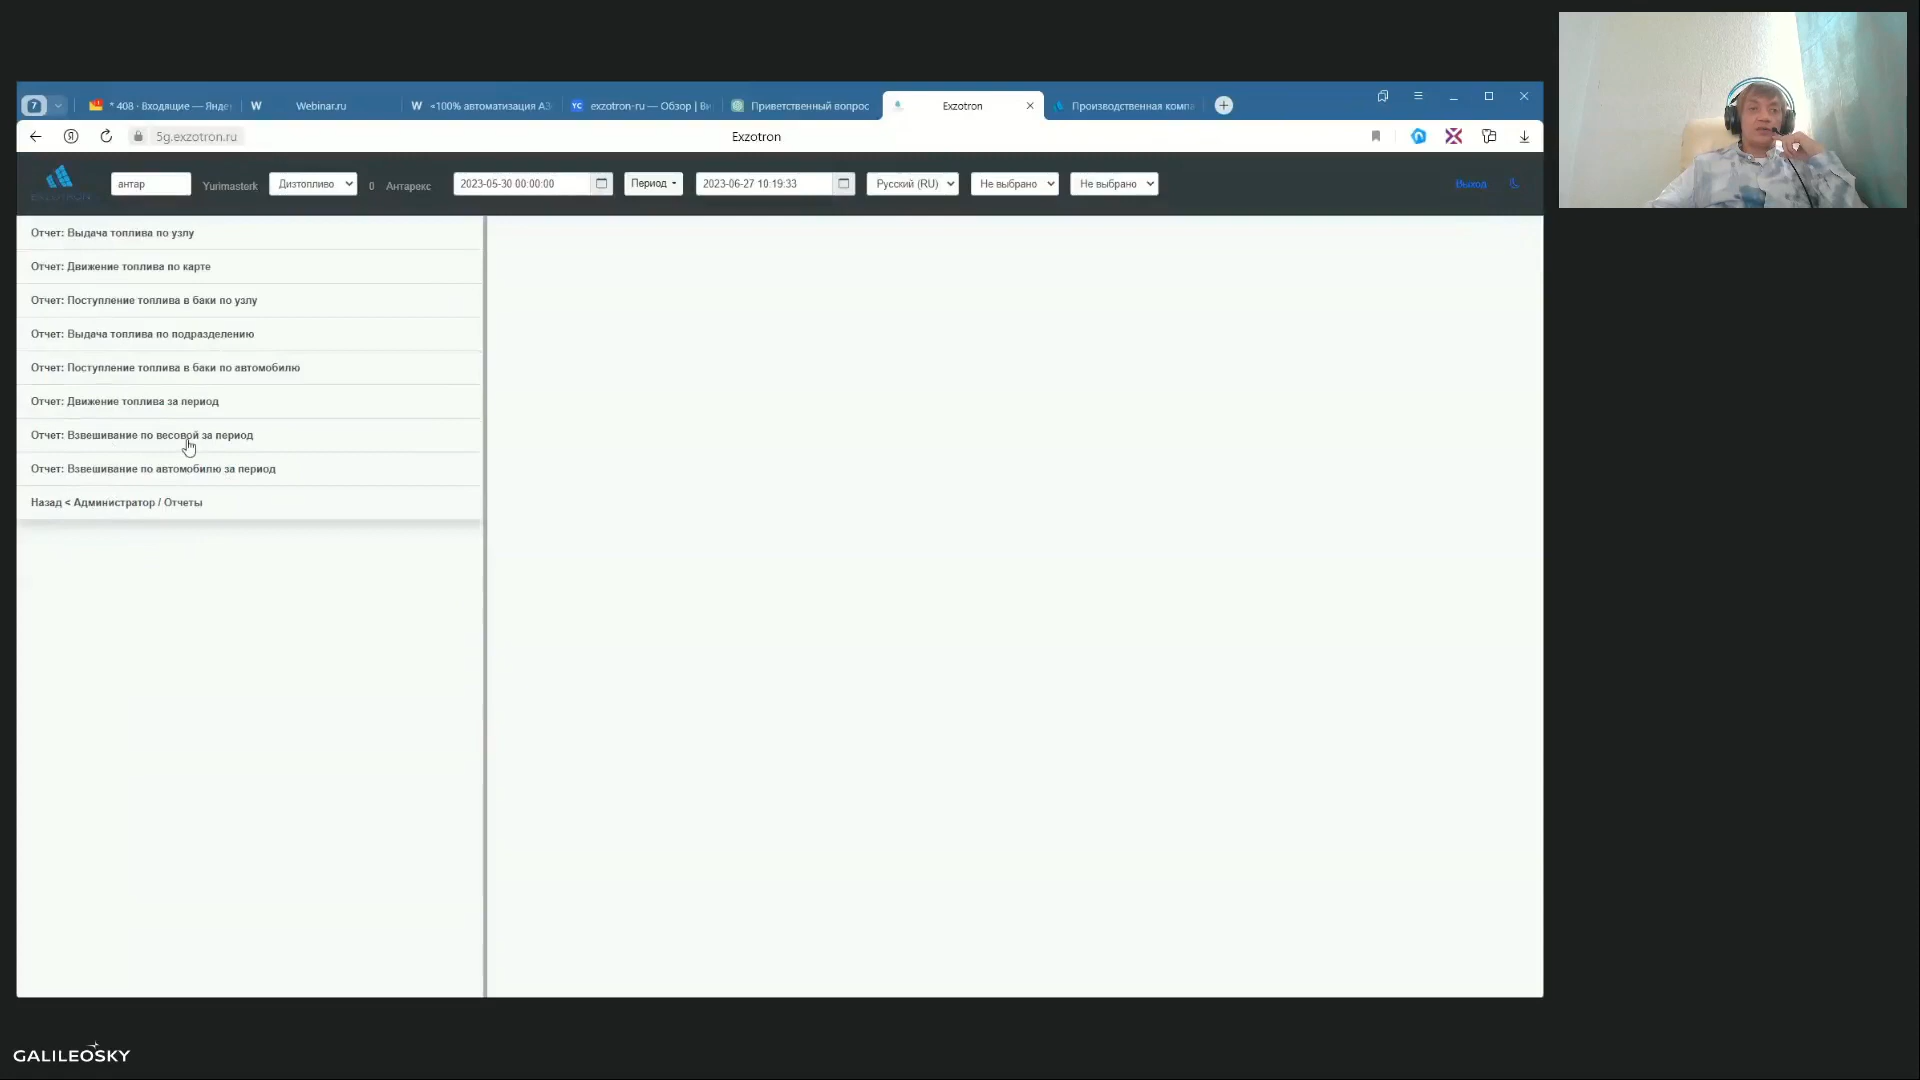 7
* 408 · Входящие — Янде
W Webinar.ru
W «100% автоматизация АЗ
YC exzotron-ru — Обзор | Ви
Приветственный вопрос
Exzotron
Производственная комп
5g.exzotron.ru
Exzotron
антар
Yurimasterk
Дизтопливо
0
Антарекс
2023-05-30 00:00:00
Период
2023-06-27 10:19:33
Русский (RU)
Не выбрано
Не выбрано
Выход
Отчет: Выдача топлива по узлу
Отчет: Движение топлива по карте
Отчет: Поступление топлива в баки по узлу
Отчет: Выдача топлива по подразделению
Отчет: Поступление топлива в баки по автомобилю
Отчет: Движение топлива за период
Отчет: Взвешивание по весовой за период
Отчет: Взвешивание по автомобилю за период
Назад < Администратор / Отчеты
GALILEOSKY